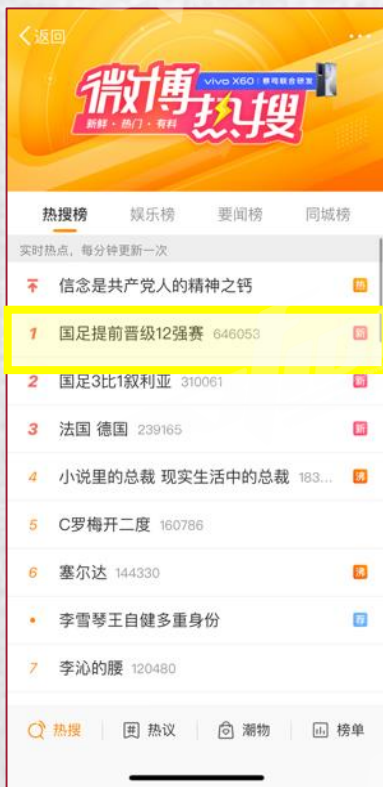 返回
微博
vivo X60 | 蔡司联合研发
热搜
新鲜·热门·有料
热搜榜 娱乐榜 要闻榜 同城榜
实时热点，每分钟更新一次
信念是共产党人的精神之钙 热
1 国足提前晋级12强赛 646053 新
2 国足3比1叙利亚 310061 新
3 法国 德国 239165 新
4 小说里的总裁 现实生活中的总裁 183... 沸
5 C罗梅开二度 160786
6 塞尔达 144330 沸
• 李雪琴王自健多重身份 荐
7 李沁的腰 120480
热搜 # 热议 潮物 榜单